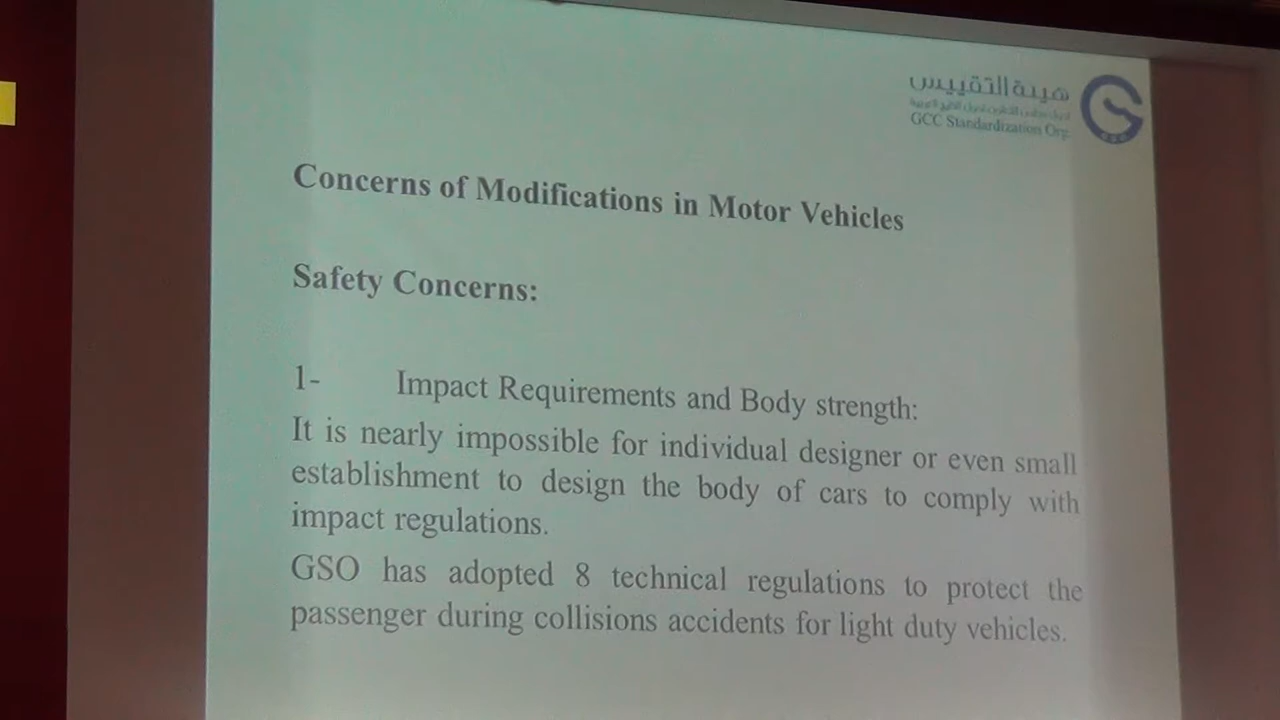 هيئة التقييس
GCC Standardization Org.
Concerns of Modifications in Motor Vehicles
Safety Concerns:
1- Impact Requirements and Body strength:
It is nearly impossible for individual designer or even small
establishment to design the body of cars to comply with
impact regulations.
GSO has adopted 8 technical regulations to protect the
passenger during collisions accidents for light duty vehicles.